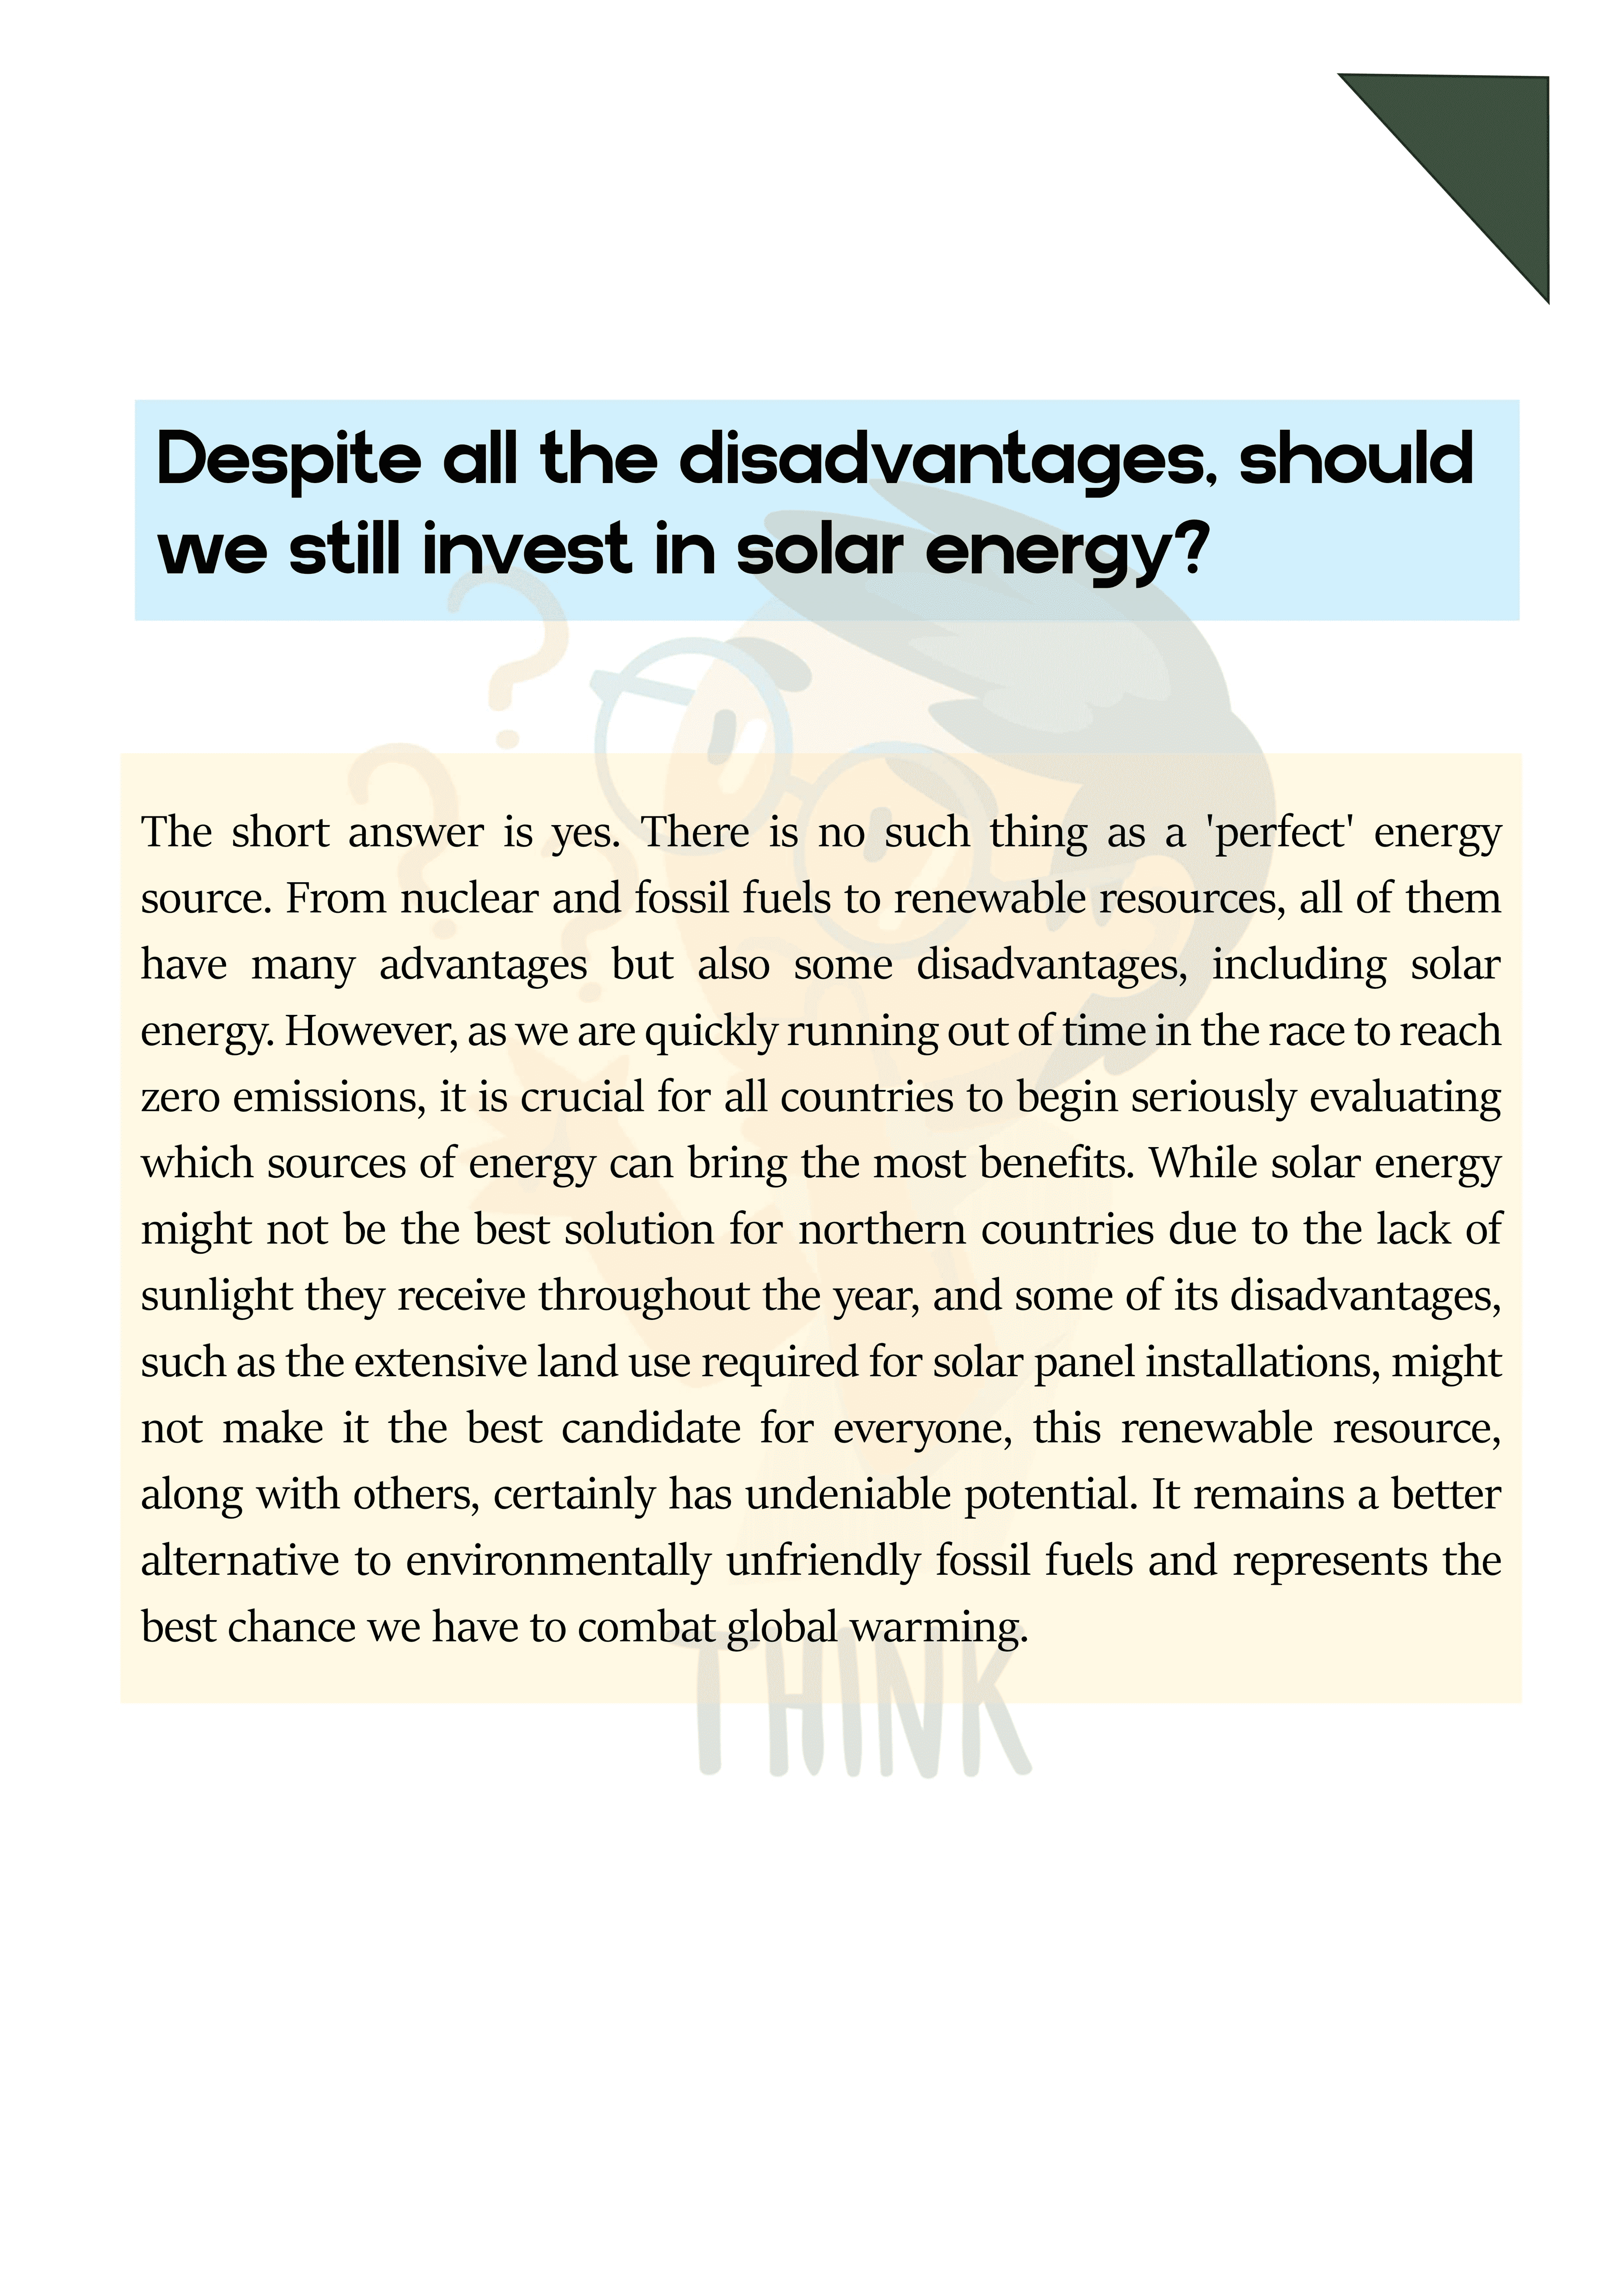 Despite all the disadvantages, should
we still invest in solar energy?
The short answer is yes. There is no such thing as a 'perfect' energy
source. From nuclear and fossil fuels to renewable resources, all of them
have many advantages but also some disadvantages, including solar
energy. However, as we are quickly running out of time in the race to reach
zero emissions, it is crucial for all countries to begin seriously evaluating
which sources of energy can bring the most benefits. While solar energy
might not be the best solution for northern countries due to the lack of
sunlight they receive throughout the year, and some of its disadvantages,
such as the extensive land use required for solar panel installations, might
not make it the best candidate for everyone, this renewable resource,
along with others, certainly has undeniable potential. It remains a better
alternative to environmentally unfriendly fossil fuels and represents the
best chance we have to combat global warming.
THINK